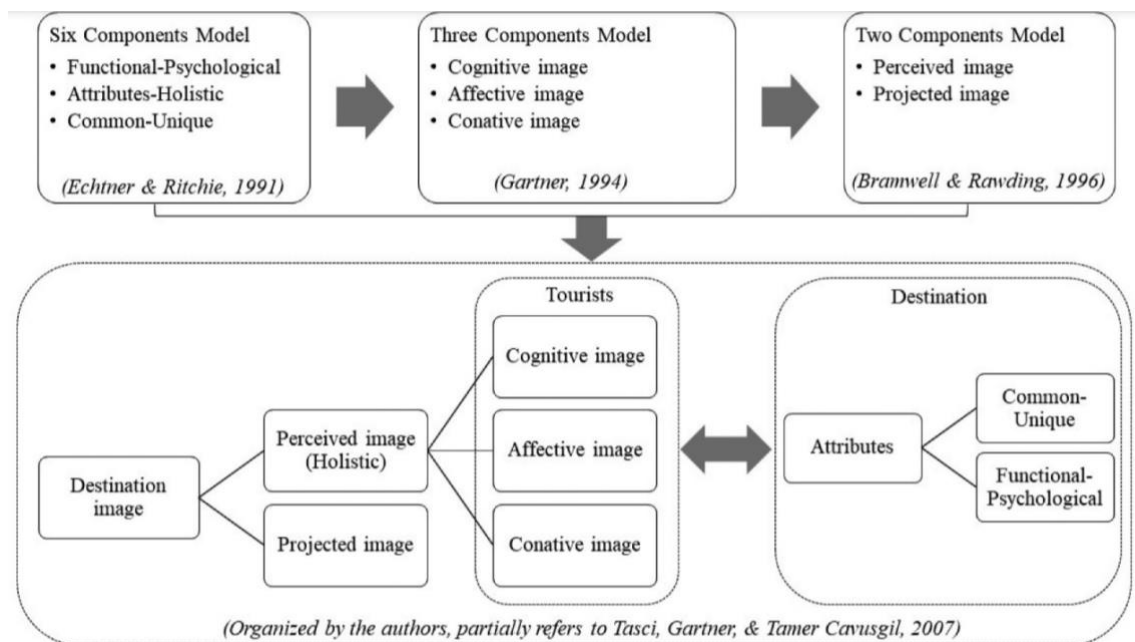 Six Components Model
• Functional-Psychological
• Attributes-Holistic
• Common-Unique
(Echtner & Ritchie, 1991)
Three Components Model
• Cognitive image
• Affective image
• Conative image
(Gartner, 1994)
Two Components Model
• Perceived image
• Projected image
(Bramwell & Rawding, 1996)
Destination
image
Perceived image
(Holistic)
Projected image
Tourists
Cognitive image
Affective image
Conative image
Destination
Attributes
Common-
Unique
Functional-
Psychological
(Organized by the authors, partially refers to Tasci, Gartner, & Tamer Cavusgil, 2007)